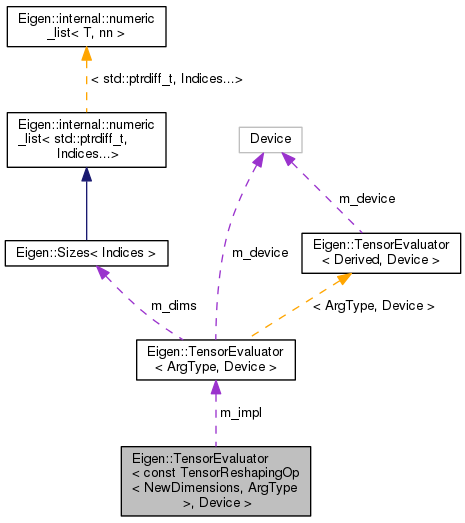 Eigen::internal::numeric
_list< T, nn >
< std::ptrdiff_t, Indices...>
Eigen::internal::numeric
_list< std::ptrdiff_t,
Indices...>
Device
m_device
Eigen::Sizes< Indices >
m_device
Eigen::TensorEvaluator
< Derived, Device >
m_dims
< ArgType, Device >
Eigen::TensorEvaluator
< ArgType, Device >
m_impl
Eigen::TensorEvaluator
< const TensorReshapingOp
< NewDimensions, ArgType
>, Device >